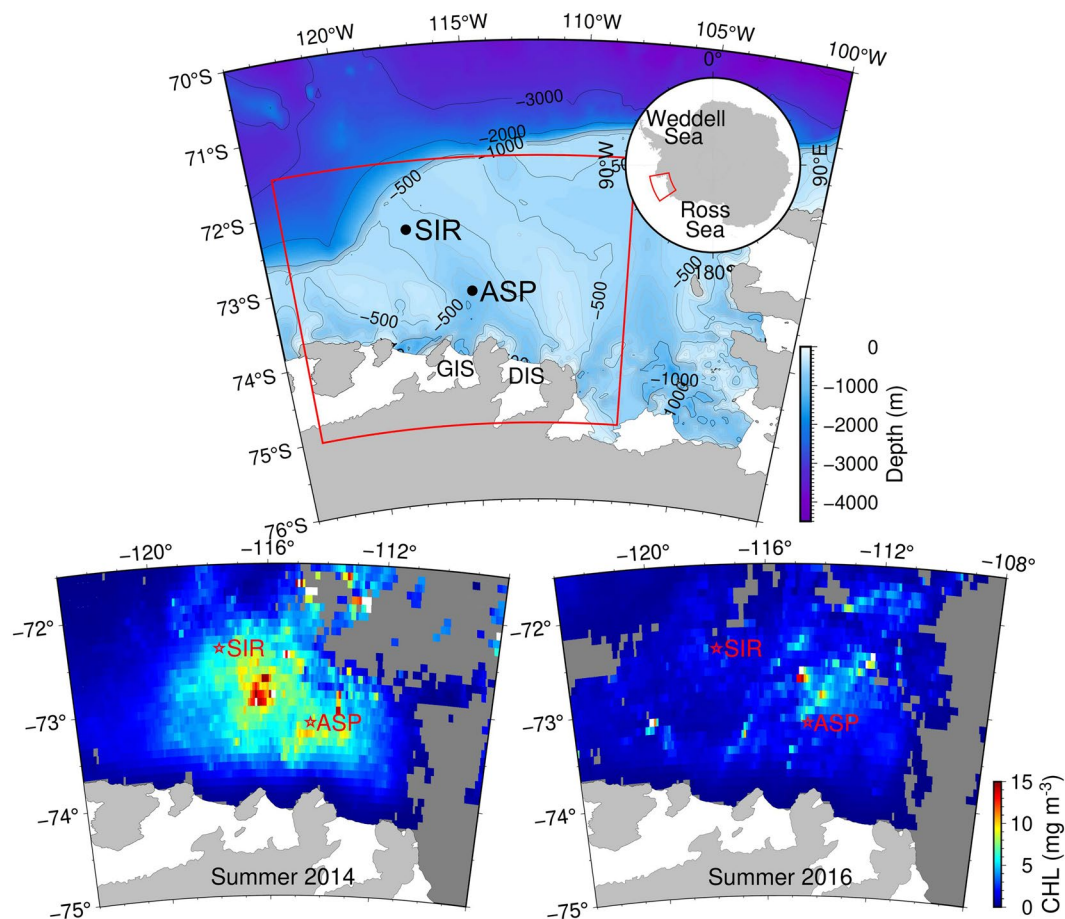 120°W 115°W 110°W 105°W 100°W
70°S
71°S
72°S
73°S
74°S
75°S
76°S
−3000
−2000
−1000
−500
SIR
ASP
−500
−500
−500
−500
−1000
1000
GIS
DIS
0°
Weddell
Sea
90°W
90°E
Ross
Sea
180°
0
−1000
−2000
−3000
−4000
Depth (m)
−120° −116° −112°
−72°
−73°
−74°
−75°
SIR
ASP
Summer 2014
−120° −116° −112° −108°
−72°
−73°
−74°
−75°
SIR
ASP
Summer 2016
15
10
5
0
CHL (mg m⁻³)